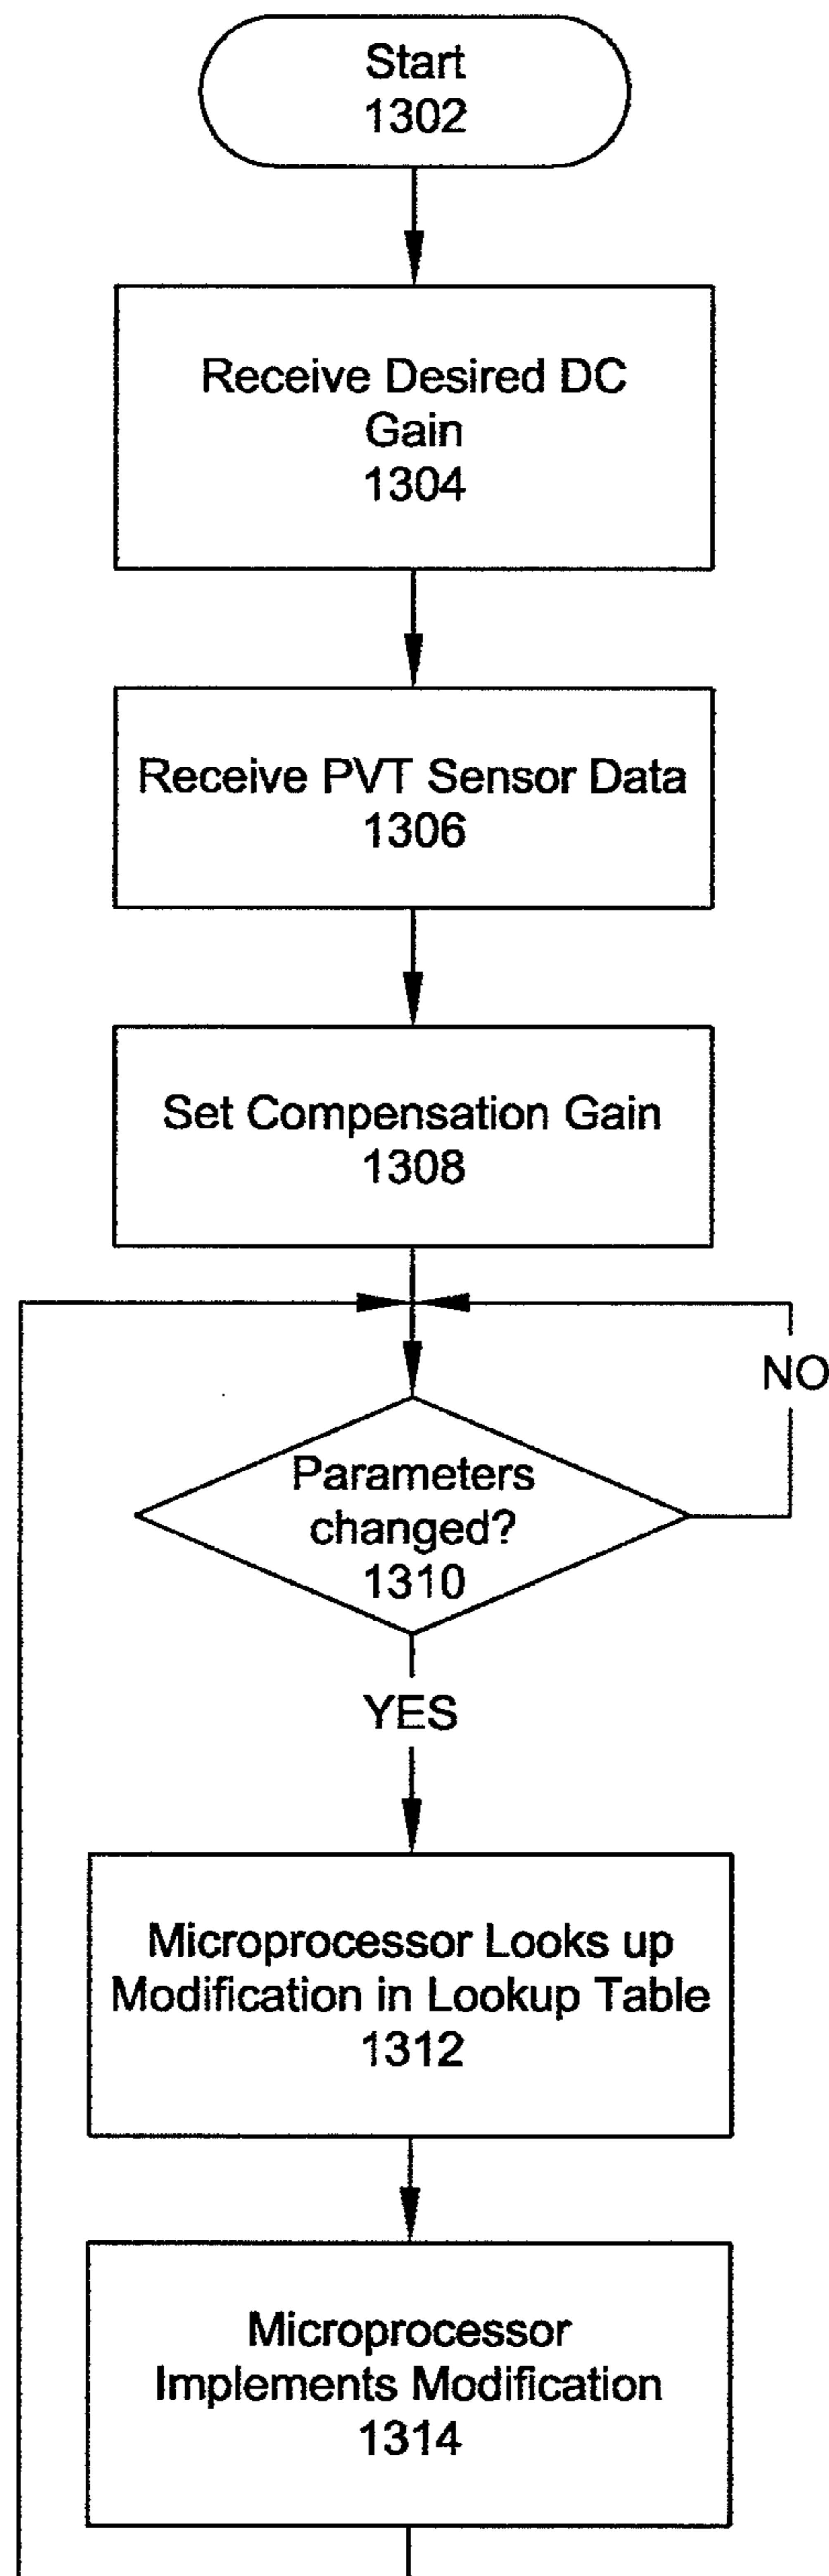 Start
1302
Receive Desired DC
Gain
1304
Receive PVT Sensor Data
1306
Set Compensation Gain
1308
NO
Parameters
changed?
1310
YES
Microprocessor Looks up
Modification in Lookup Table
1312
Microprocessor
Implements Modification
1314